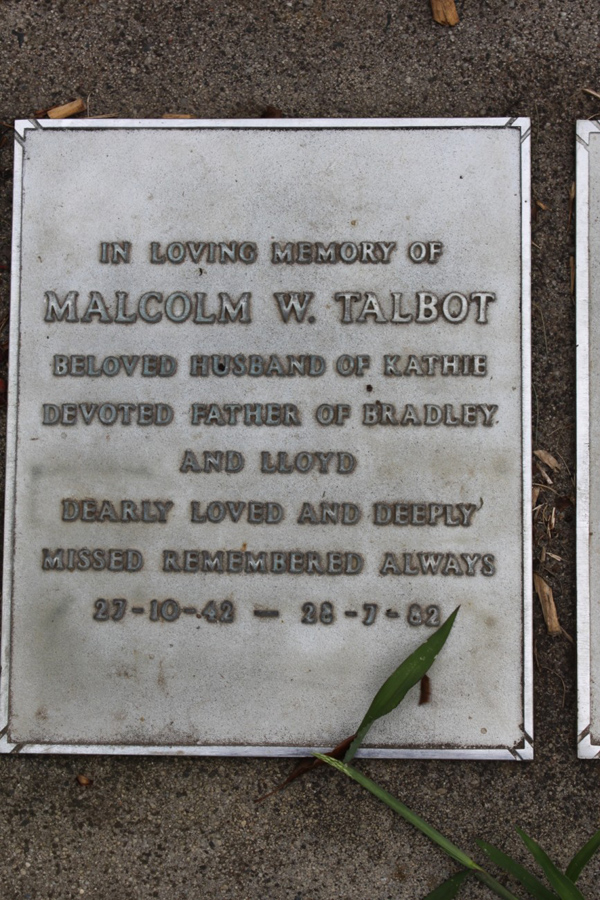 IN LOVING MEMORY OF
MALCOLM W. TALBOT
BELOVED HUSBAND OF KATHIE
DEVOTED FATHER OF BRADLEY
AND LLOYD
DEARLY LOVED AND DEEPLY
MISSED REMEMBERED ALWAYS
27-10-42 — 28-7-82